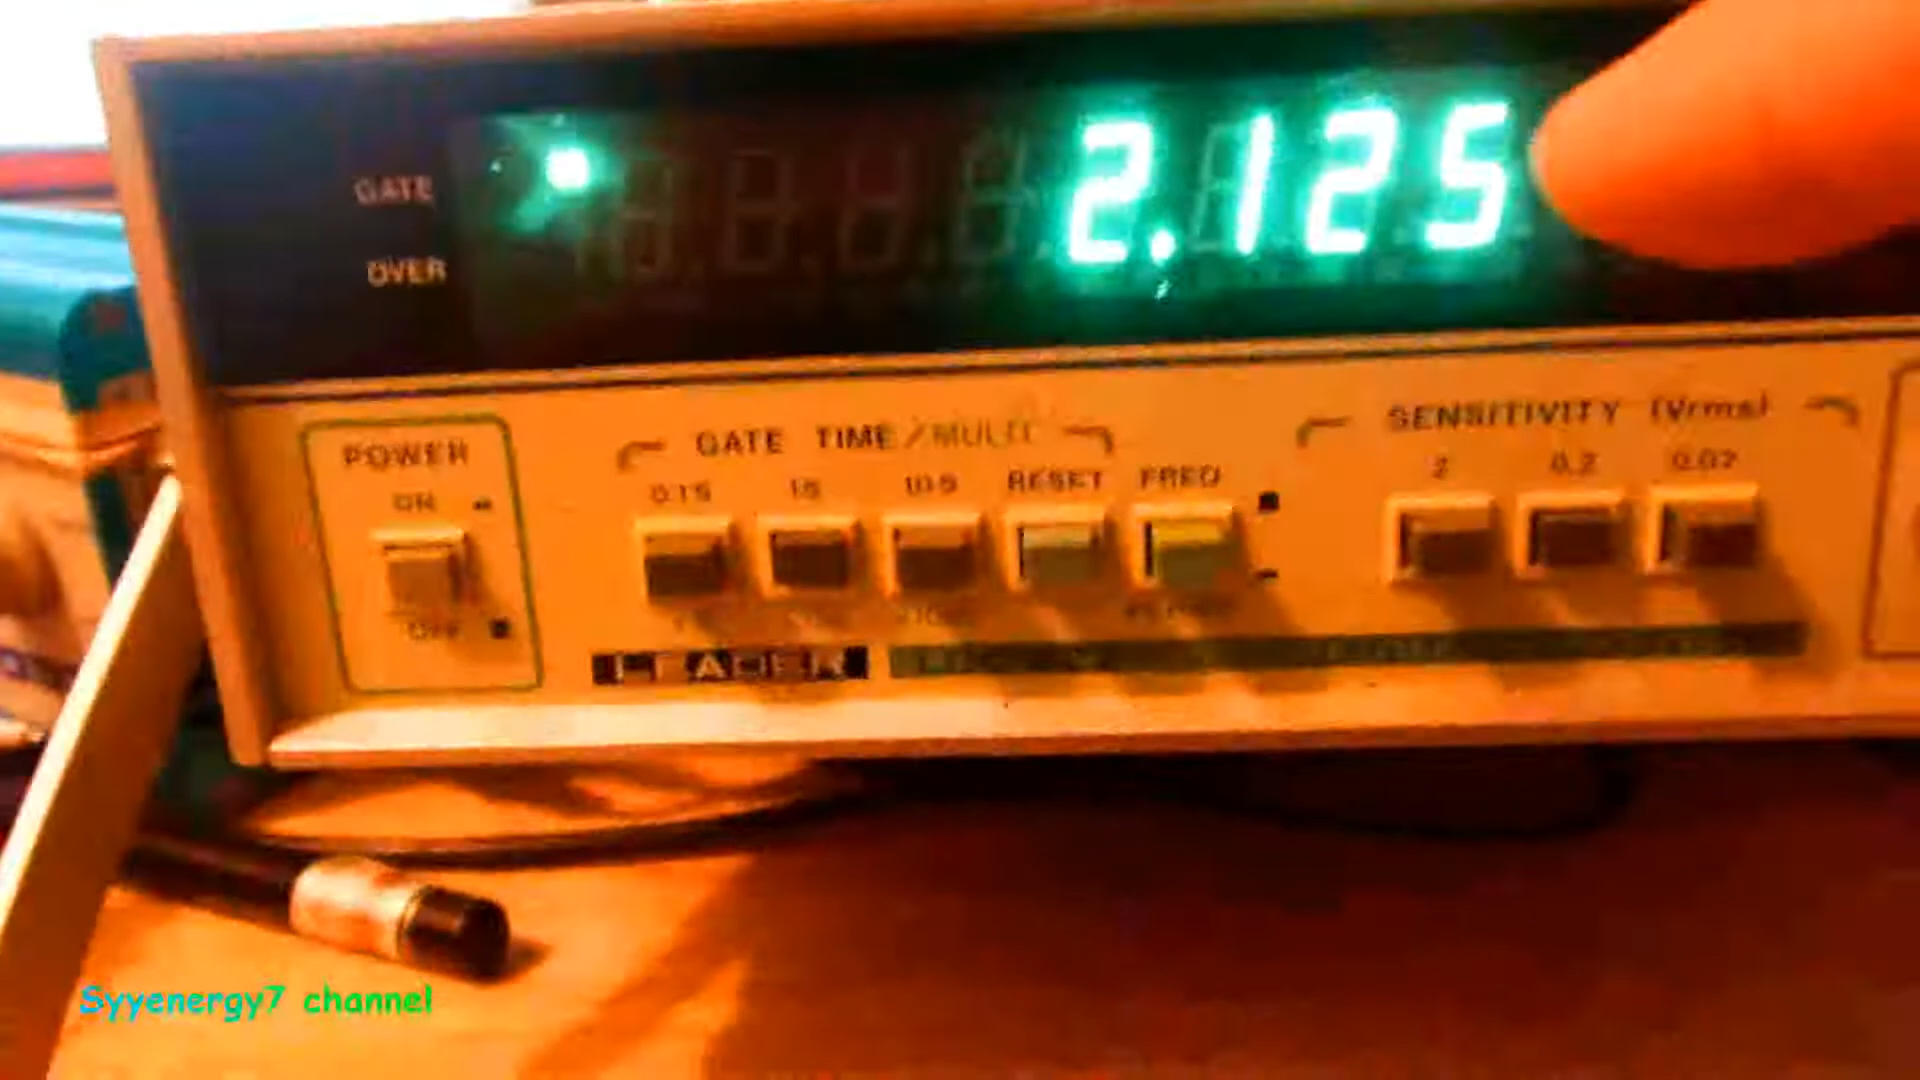 GATE
2.125
OVER
POWER
ON
OFF
GATE TIME/MULTI
0.1S 1S 10S RESET FREQ
SENSITIVITY (Vrms)
2 0.2 0.02
LEADER
Syyenergy7 channel